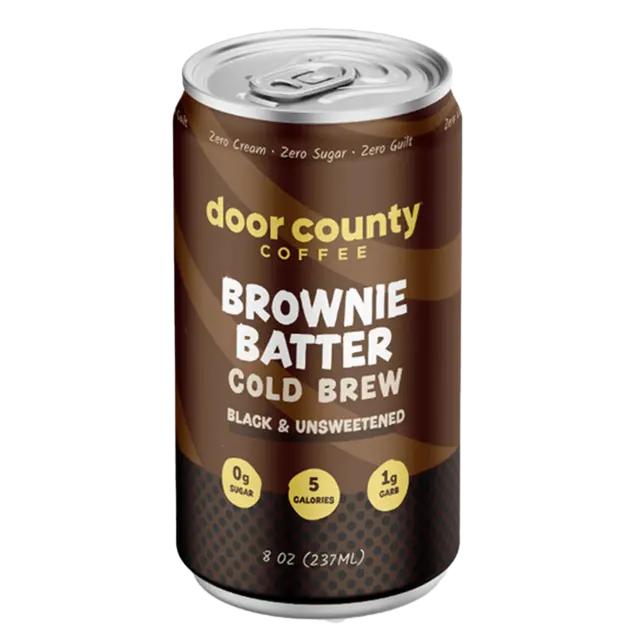 Zero Cream · Zero Sugar · Zero Guilt
door county
COFFEE
BROWNIE
BATTER
COLD BREW
BLACK & UNSWEETENED
0g
SUGAR
5
CALORIES
1g
CARB
8 OZ (237ML)